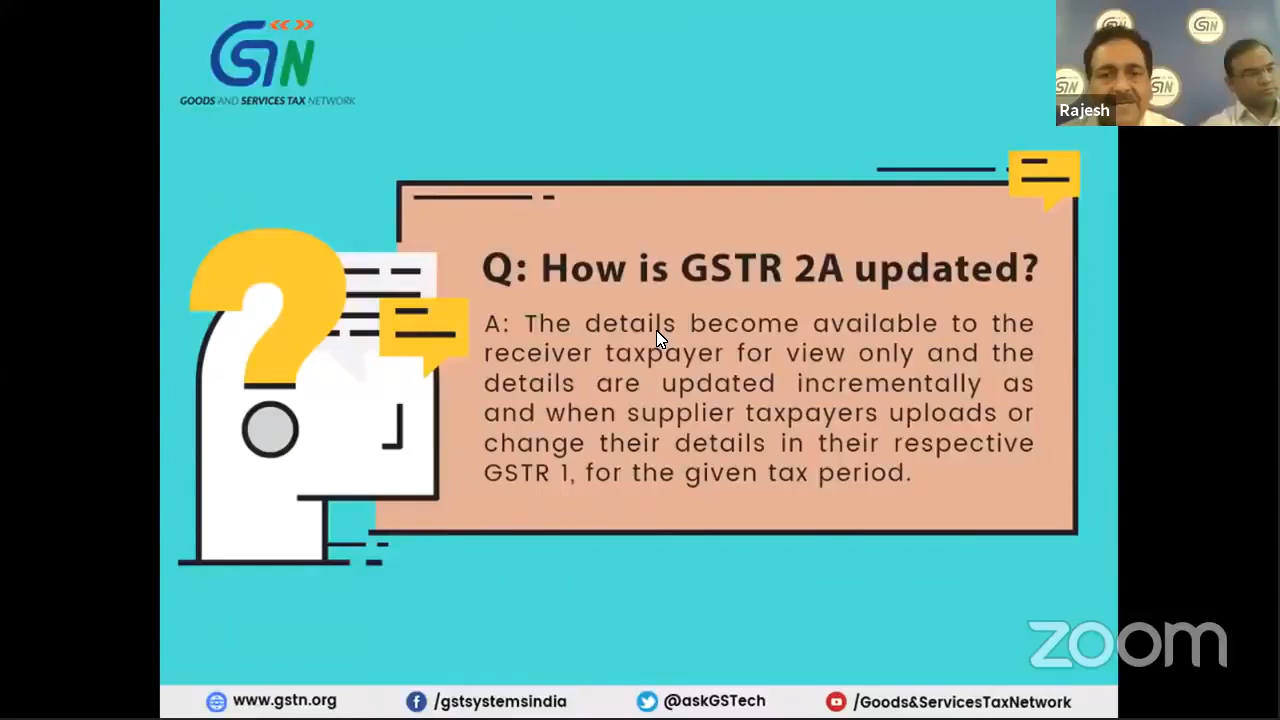 GSTN
GOODS AND SERVICES TAX NETWORK
Rajesh
Q: How is GSTR 2A updated?
A: The details become available to the
receiver taxpayer for view only and the
details are updated incrementally as
and when supplier taxpayers uploads or
change their details in their respective
GSTR 1, for the given tax period.
zoom
www.gstn.org
/gstsystemsindia
@askGSTech
/Goods&ServicesTaxNetwork